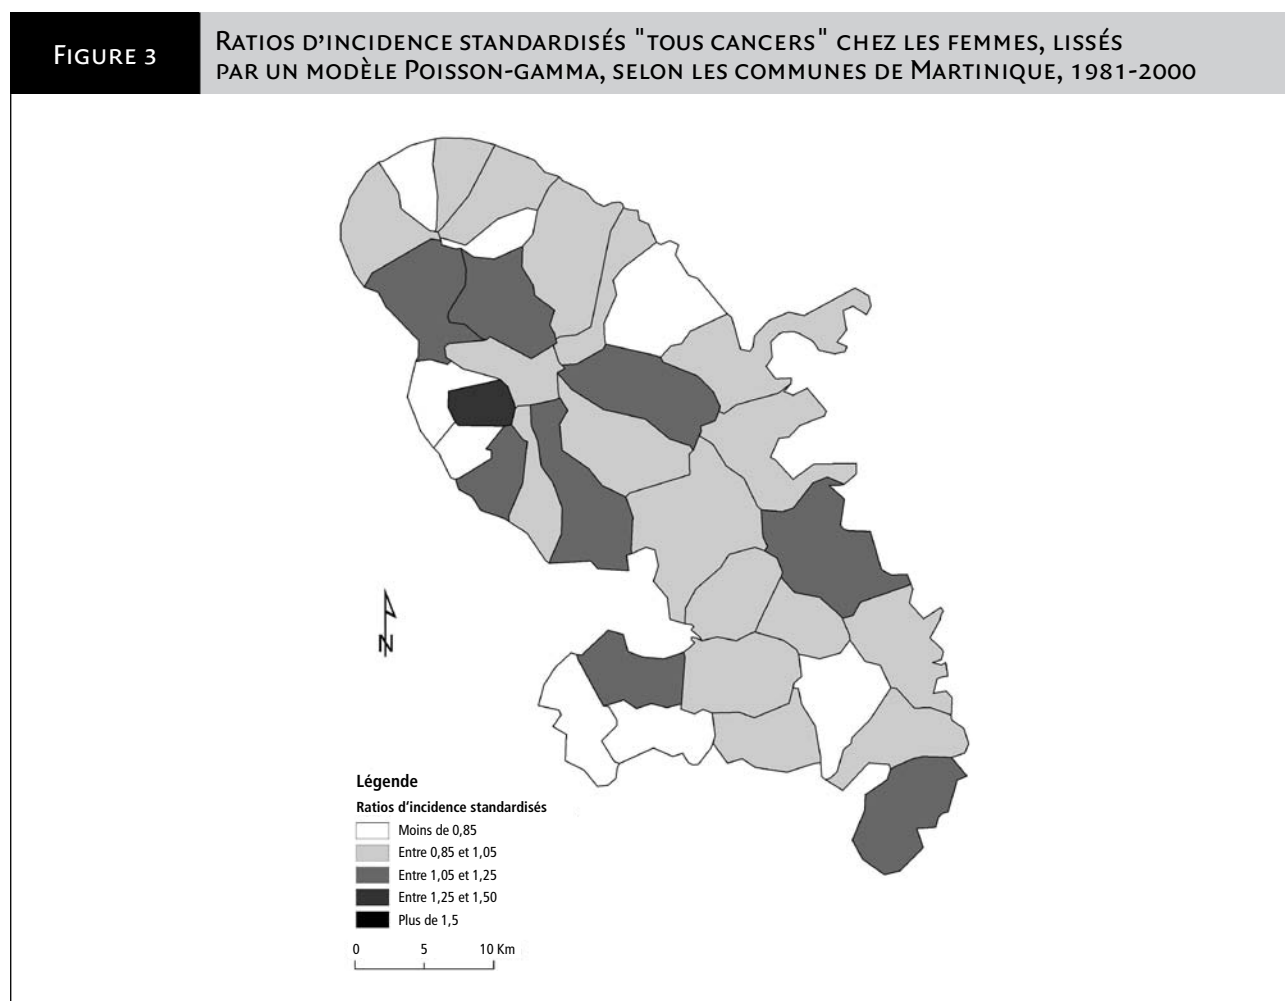 FIGURE 3
RATIOS D'INCIDENCE STANDARDISÉS "TOUS CANCERS" CHEZ LES FEMMES, LISSÉS
PAR UN MODÈLE POISSON-GAMMA, SELON LES COMMUNES DE MARTINIQUE, 1981-2000
N
Légende
Ratios d'incidence standardisés
Moins de 0,85
Entre 0,85 et 1,05
Entre 1,05 et 1,25
Entre 1,25 et 1,50
Plus de 1,5
0 5 10 Km